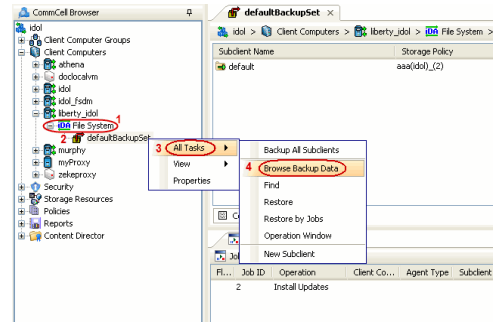 CommCell Browser
idol
Client Computer Groups
Client Computers
athena
doclocalvm
idol
idol_fsdm
liberty_idol
iDA File System 1
2 defaultBackupSet
murphy
myProxy
zekeproxy
Security
Storage Resources
Policies
Reports
Content Director
defaultBackupSet ×
idol > Client Computers > liberty_idol > iDA File System >
Subclient Name Storage Policy
default aaa(idol)_(2)
3 All Tasks
View
Properties
Backup All Subclients
4 Browse Backup Data
Find
Restore
Restore by Jobs
Operation Window
New Subclient
Fl... Job ID Operation Client Co... Agent Type Subclient
2 Install Updates